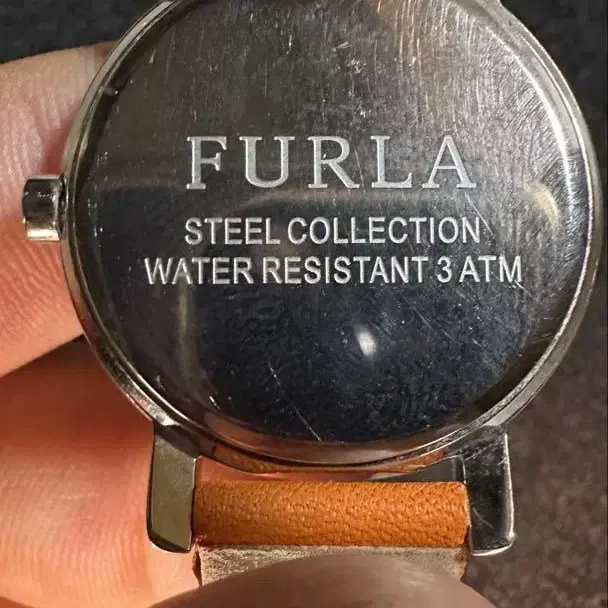 FURLA
STEEL COLLECTION
WATER RESISTANT 3 ATM